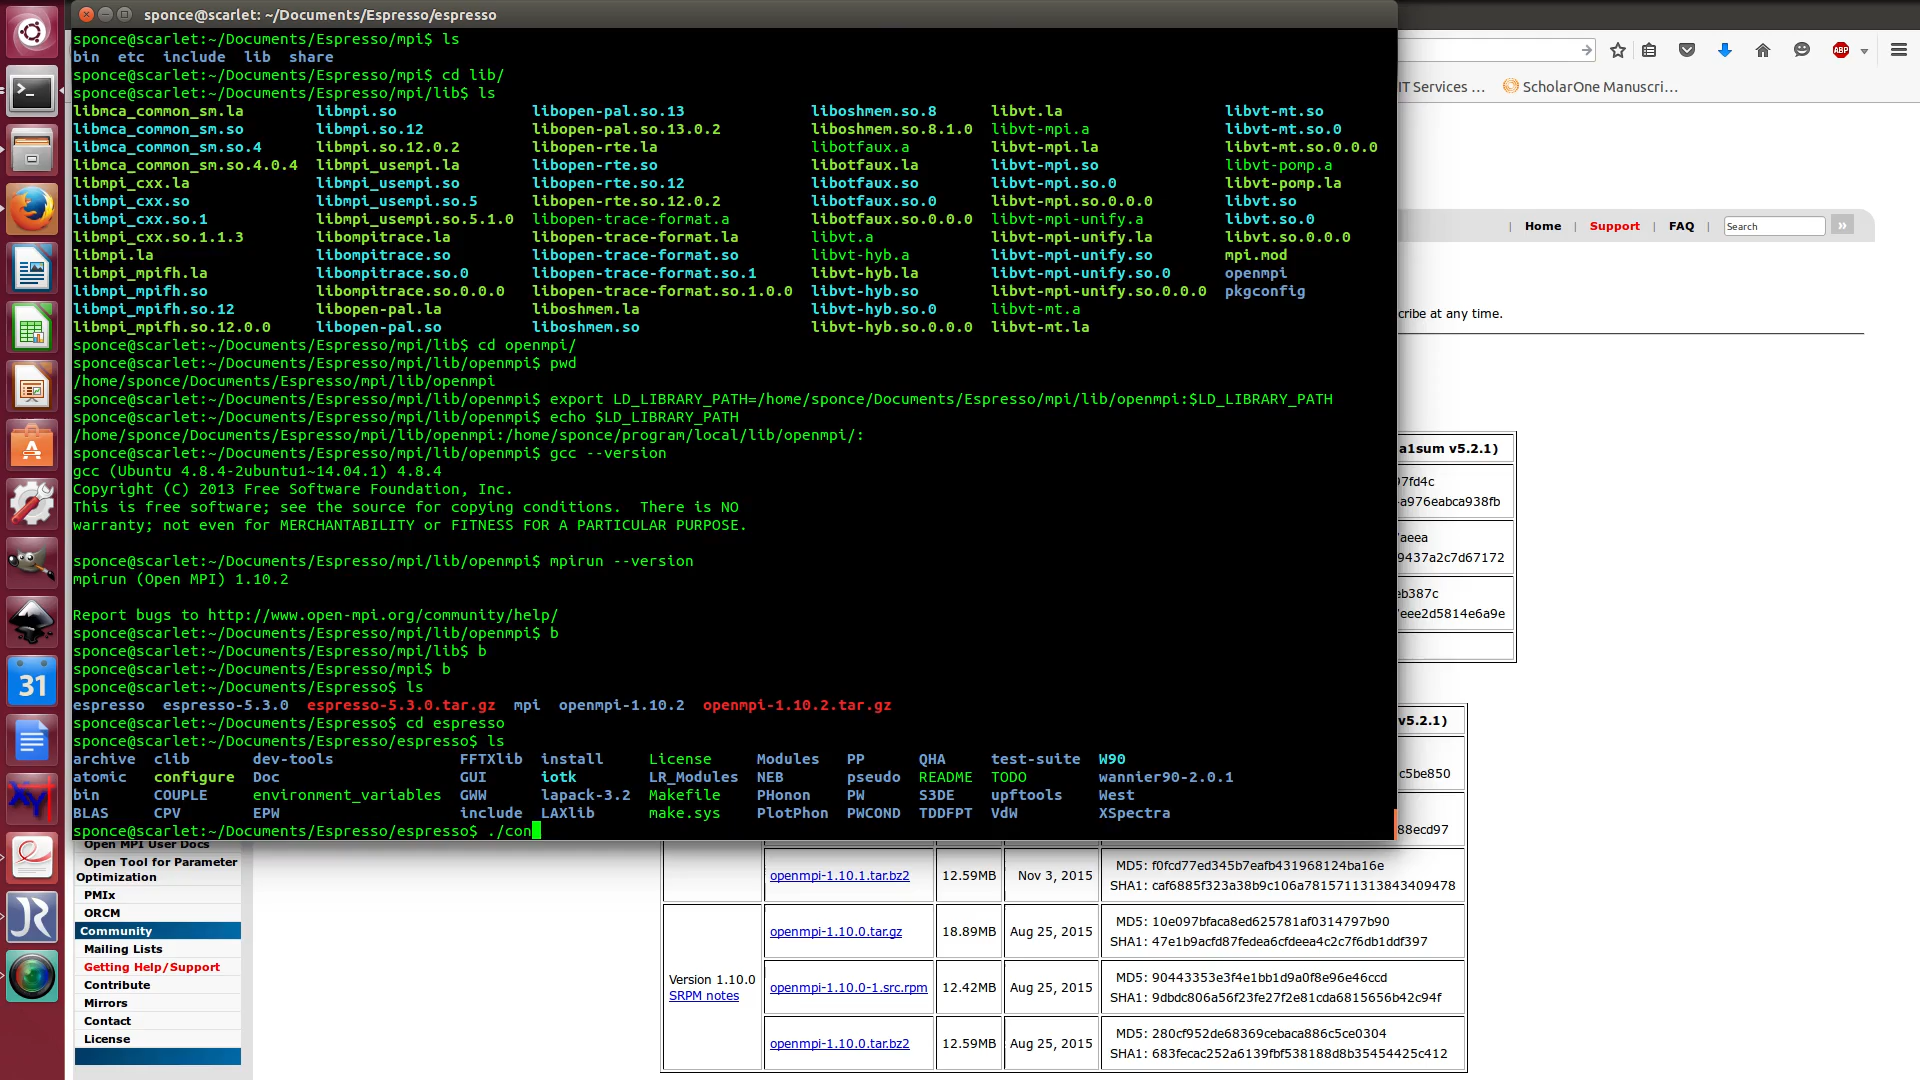 sponce@scarlet: ~/Documents/Espresso/espresso
sponce@scarlet:~/Documents/Espresso/mpi$ ls
bin  etc  include  lib  share
sponce@scarlet:~/Documents/Espresso/mpi$ cd lib/
sponce@scarlet:~/Documents/Espresso/mpi/lib$ ls
libmca_common_sm.la libmpi.so libopen-pal.so.13 liboshmem.so.8 libvt.la libvt-mt.so
libmca_common_sm.so libmpi.so.12 libopen-pal.so.13.0.2 liboshmem.so.8.1.0 libvt-mpi.a libvt-mt.so.0
libmca_common_sm.so.4 libmpi.so.12.0.2 libopen-rte.la libotfaux.a libvt-mpi.la libvt-mt.so.0.0.0
libmca_common_sm.so.4.0.4 libmpi_usempi.la libopen-rte.so libotfaux.la libvt-mpi.so libvt-pomp.a
libmpi_cxx.la libmpi_usempi.so libopen-rte.so.12 libotfaux.so libvt-mpi.so.0 libvt-pomp.la
libmpi_cxx.so libmpi_usempi.so.5 libopen-rte.so.12.0.2 libotfaux.so.0 libvt-mpi.so.0.0.0 libvt.so
libmpi_cxx.so.1 libmpi_usempi.so.5.1.0 libopen-trace-format.a libotfaux.so.0.0.0 libvt-mpi-unify.a libvt.so.0
libmpi_cxx.so.1.1.3 libompitrace.la libopen-trace-format.la libvt.a libvt-mpi-unify.la libvt.so.0.0.0
libmpi.la libompitrace.so libopen-trace-format.so libvt-hyb.a libvt-mpi-unify.so mpi.mod
libmpi_mpifh.la libompitrace.so.0 libopen-trace-format.so.1 libvt-hyb.la libvt-mpi-unify.so.0 openmpi
libmpi_mpifh.so libompitrace.so.0.0.0 libopen-trace-format.so.1.0.0 libvt-hyb.so libvt-mpi-unify.so.0.0.0 pkgconfig
libmpi_mpifh.so.12 libopen-pal.la liboshmem.la libvt-hyb.so.0 libvt-mt.a
libmpi_mpifh.so.12.0.0 libopen-pal.so liboshmem.so libvt-hyb.so.0.0.0 libvt-mt.la
sponce@scarlet:~/Documents/Espresso/mpi/lib$ cd openmpi/
sponce@scarlet:~/Documents/Espresso/mpi/lib/openmpi$ pwd
/home/sponce/Documents/Espresso/mpi/lib/openmpi
sponce@scarlet:~/Documents/Espresso/mpi/lib/openmpi$ export LD_LIBRARY_PATH=/home/sponce/Documents/Espresso/mpi/lib/openmpi:$LD_LIBRARY_PATH
sponce@scarlet:~/Documents/Espresso/mpi/lib/openmpi$ echo $LD_LIBRARY_PATH
/home/sponce/Documents/Espresso/mpi/lib/openmpi:/home/sponce/program/local/lib/openmpi/:
sponce@scarlet:~/Documents/Espresso/mpi/lib/openmpi$ gcc --version
gcc (Ubuntu 4.8.4-2ubuntu1~14.04.1) 4.8.4
Copyright (C) 2013 Free Software Foundation, Inc.
This is free software; see the source for copying conditions.  There is NO
warranty; not even for MERCHANTABILITY or FITNESS FOR A PARTICULAR PURPOSE.
sponce@scarlet:~/Documents/Espresso/mpi/lib/openmpi$ mpirun --version
mpirun (Open MPI) 1.10.2
Report bugs to http://www.open-mpi.org/community/help/
sponce@scarlet:~/Documents/Espresso/mpi/lib/openmpi$ b
sponce@scarlet:~/Documents/Espresso/mpi/lib$ b
sponce@scarlet:~/Documents/Espresso/mpi$ b
sponce@scarlet:~/Documents/Espresso$ ls
espresso  espresso-5.3.0  espresso-5.3.0.tar.gz  mpi  openmpi-1.10.2  openmpi-1.10.2.tar.gz
sponce@scarlet:~/Documents/Espresso$ cd espresso
sponce@scarlet:~/Documents/Espresso/espresso$ ls
archive clib dev-tools FFTXlib install License Modules PP QHA test-suite W90
atomic configure Doc GUI iotk LR_Modules NEB pseudo README TODO wannier90-2.0.1
bin COUPLE environment_variables GWW lapack-3.2 Makefile PHonon PW S3DE upftools West
BLAS CPV EPW include LAXlib make.sys PlotPhon PWCOND TDDFPT VdW XSpectra
sponce@scarlet:~/Documents/Espresso/espresso$ ./con
ABP
IT Services ...
ScholarOne Manuscri...
| Home | Support | FAQ | Search »
cribe at any time.
a1sum v5.2.1)
97fd4c
a976eabca938fb
7aeea
9437a2c7d67172
eb387c
7eee2d5814e6a9e
v5.2.1)
c5be850
88ecd97
openmpi-1.10.1.tar.bz2 12.59MB Nov 3, 2015 MD5: f0fcd77ed345b7eafb431968124ba16e
SHA1: caf6885f323a38b9c106a7815711313843409478
Version 1.10.0
SRPM notes
openmpi-1.10.0.tar.gz 18.89MB Aug 25, 2015 MD5: 10e097bfaca8ed625781af0314797b90
SHA1: 47e1b9acfd87fedea6cfdeea4c2c7f6db1ddf397
openmpi-1.10.0-1.src.rpm 12.42MB Aug 25, 2015 MD5: 90443353e3f4e1bb1d9a0f8e96e46ccd
SHA1: 9dbdc806a56f23fe27f2e81cda6815656b42c94f
openmpi-1.10.0.tar.bz2 12.59MB Aug 25, 2015 MD5: 280cf952de68369cebaca886c5ce0304
SHA1: 683fecac252a6139fbf538188d8b35454425c412
Open MPI User Docs
Open Tool for Parameter
Optimization
PMIx
ORCM
Community
Mailing Lists
Getting Help/Support
Contribute
Mirrors
Contact
License
31